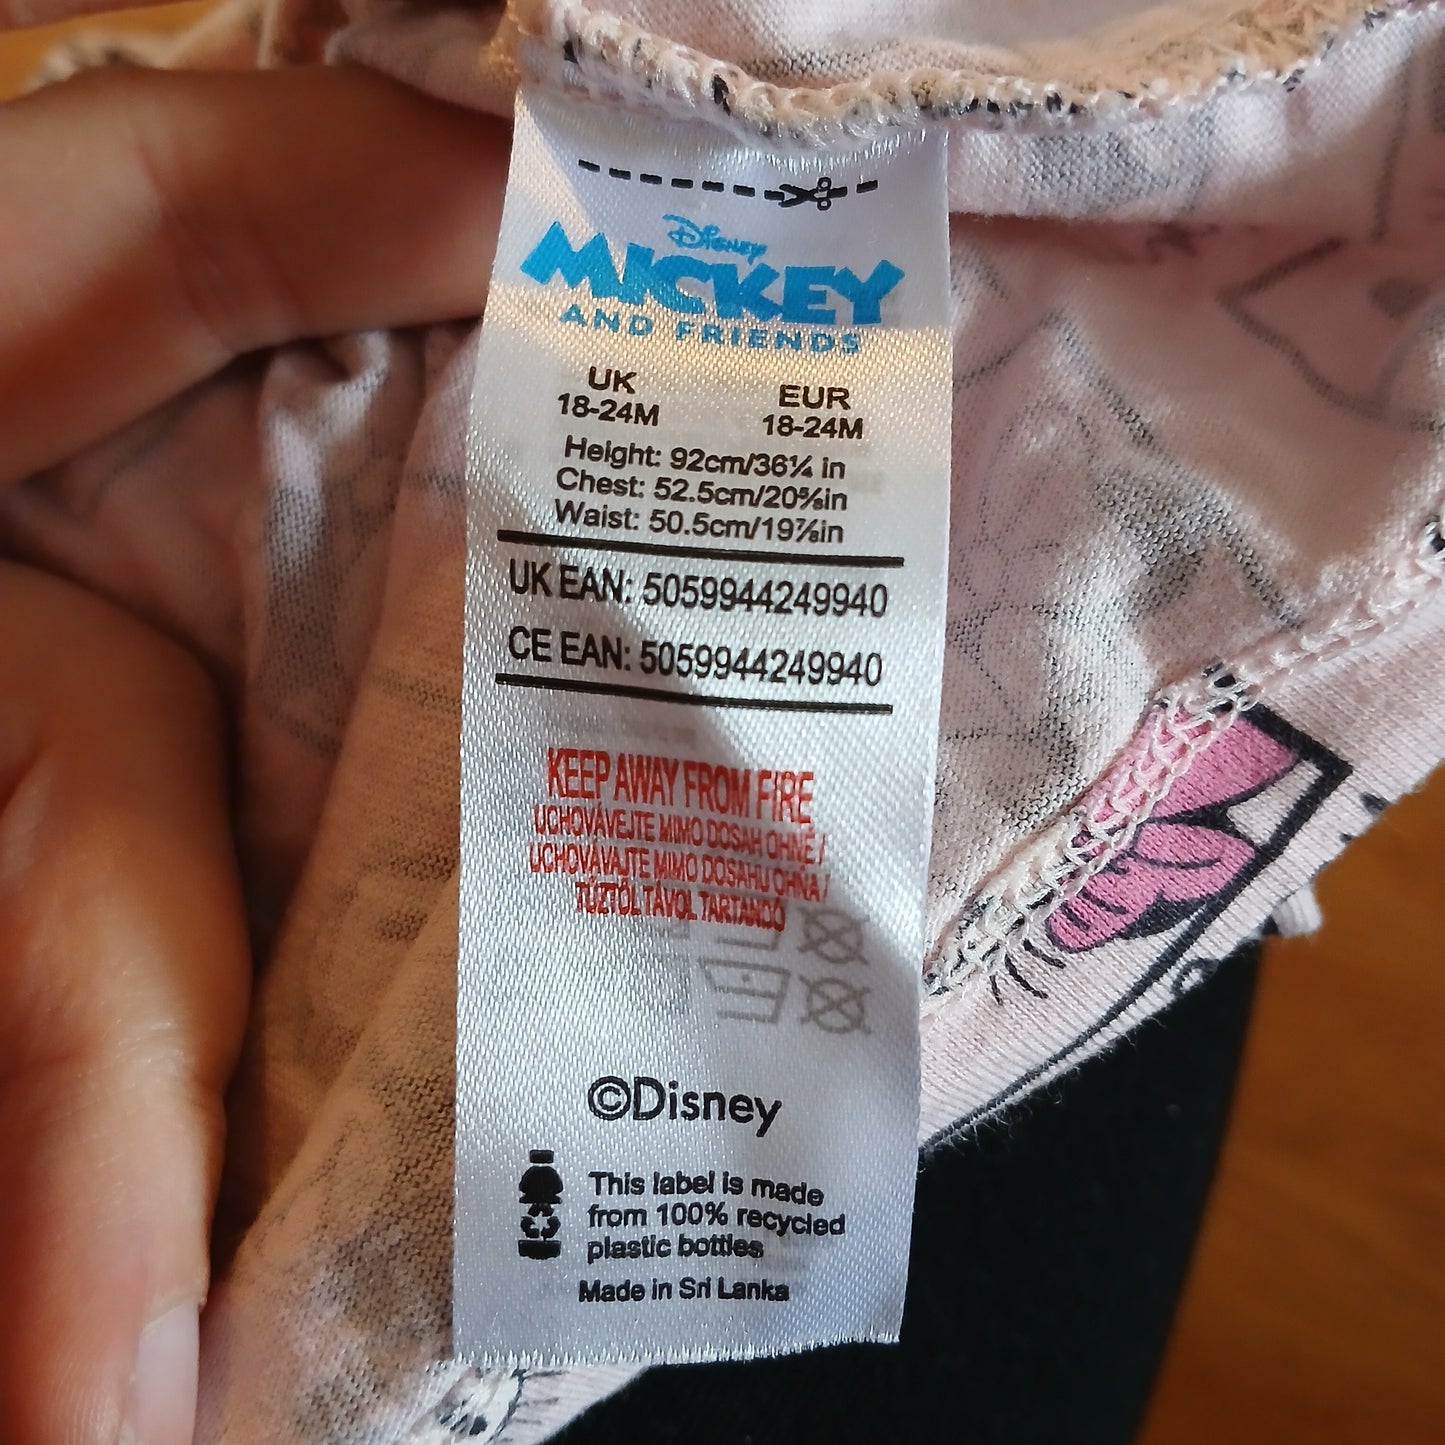 Disney
MICKEY
AND FRIENDS
UK EUR
18-24M 18-24M
Height: 92cm/36¼ in
Chest: 52.5cm/20⅝in
Waist: 50.5cm/19⅞in
UK EAN: 5059944249940
CE EAN: 5059944249940
KEEP AWAY FROM FIRE
UCHOVÁVEJTE MIMO DOSAH OHNĚ /
UCHOVÁVAJTE MIMO DOSAHU OHŇA /
TŰZTŐL TÁVOL TARTANDÓ
©Disney
This label is made
from 100% recycled
plastic bottles
Made in Sri Lanka